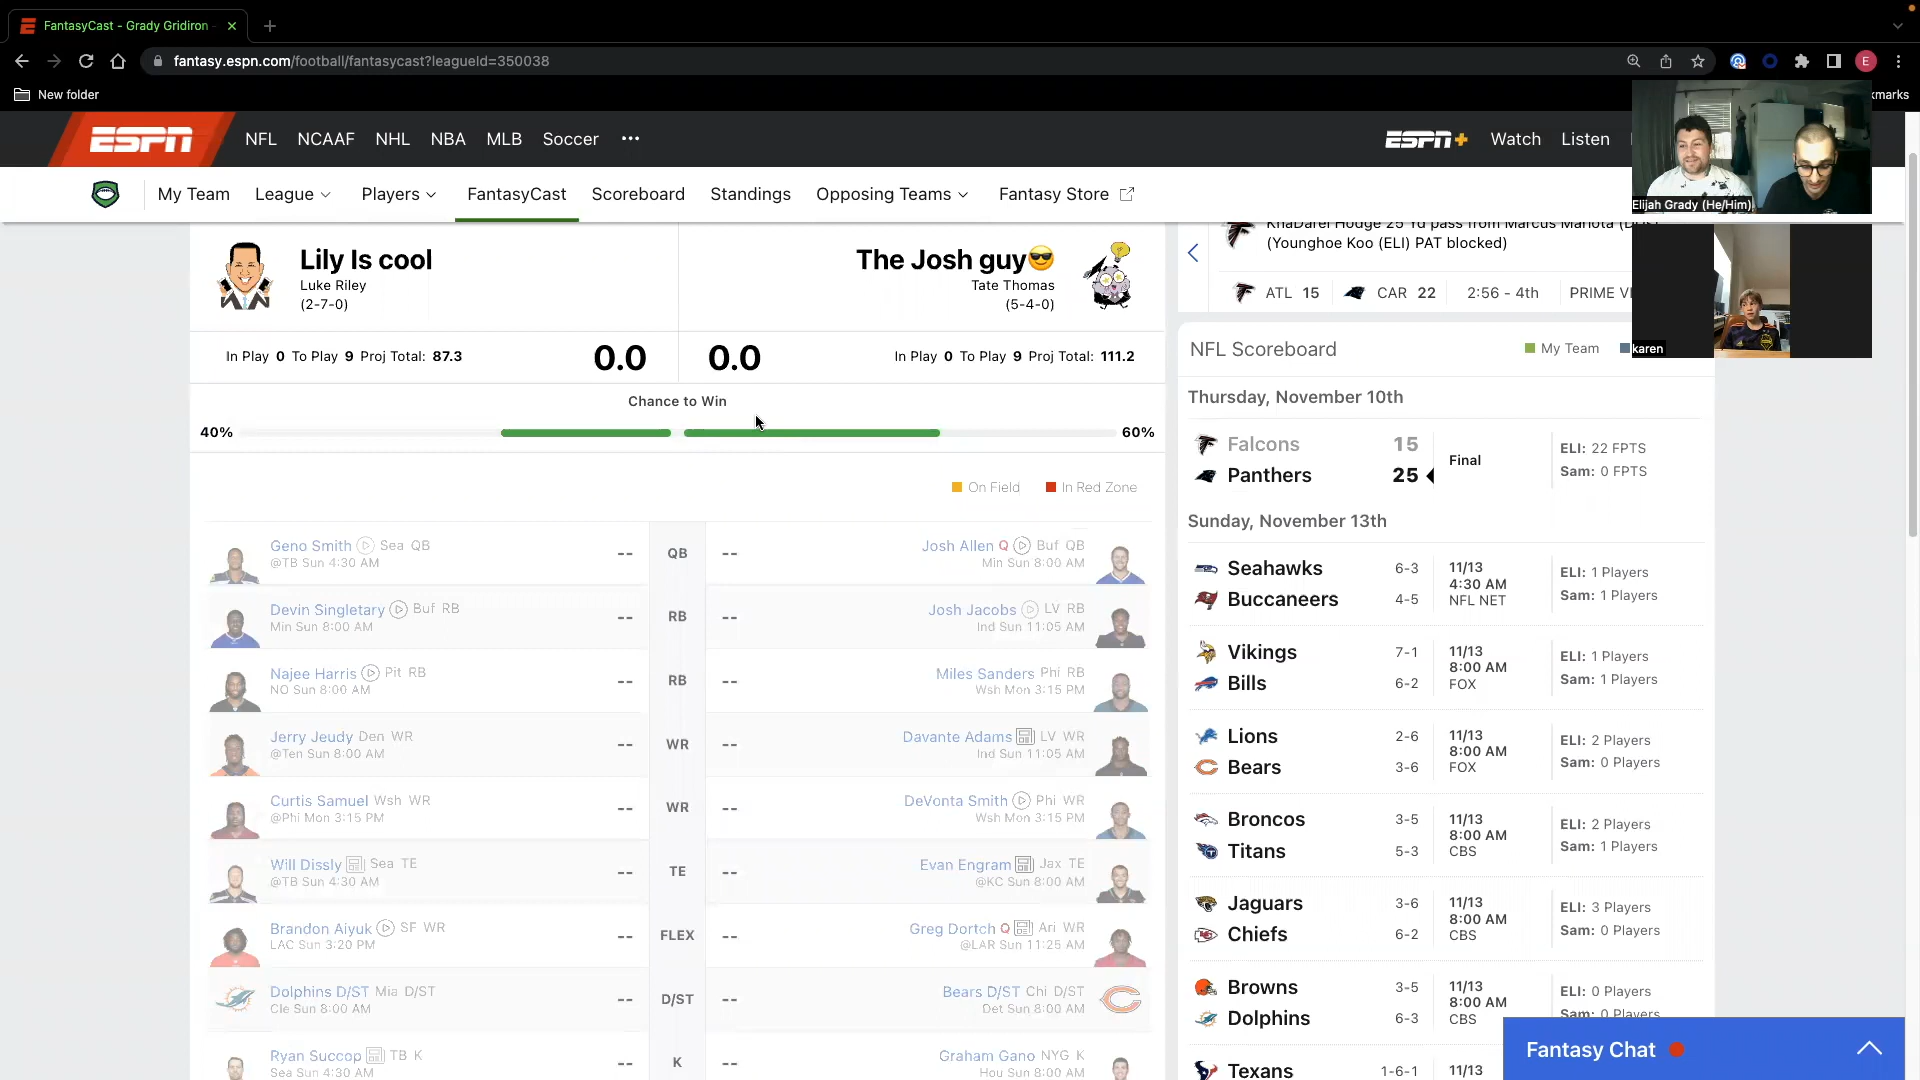 FantasyCast - Grady Gridiron
fantasy.espn.com/football/fantasycast?leagueId=350038
E
New folder
kmarks
ESPN
NFL
NCAAF
NHL
NBA
MLB
Soccer
ESPN+
Watch
Listen
My Team
League
Players
FantasyCast
Scoreboard
Standings
Opposing Teams
Fantasy Store
Elijah Grady (He/Him)
karen
Lily Is cool
Luke Riley
(2-7-0)
The Josh guy😎
Tate Thomas
(5-4-0)
In Play 0 To Play 9 Proj Total: 87.3
0.0
0.0
In Play 0 To Play 9 Proj Total: 111.2
Chance to Win
40%
60%
On Field
In Red Zone
Geno Smith Sea QB
@TB Sun 4:30 AM
--
QB
--
Josh Allen Q Buf QB
Min Sun 8:00 AM
Devin Singletary Buf RB
Min Sun 8:00 AM
--
RB
--
Josh Jacobs LV RB
Ind Sun 11:05 AM
Najee Harris Pit RB
NO Sun 8:00 AM
--
RB
--
Miles Sanders Phi RB
Wsh Mon 3:15 PM
Jerry Jeudy Den WR
@Ten Sun 8:00 AM
--
WR
--
Davante Adams LV WR
Ind Sun 11:05 AM
Curtis Samuel Wsh WR
@Phi Mon 3:15 PM
--
WR
--
DeVonta Smith Phi WR
Wsh Mon 3:15 PM
Will Dissly Sea TE
@TB Sun 4:30 AM
--
TE
--
Evan Engram Jax TE
@KC Sun 8:00 AM
Brandon Aiyuk SF WR
LAC Sun 3:20 PM
--
FLEX
--
Greg Dortch Q Ari WR
@LAR Sun 11:25 AM
Dolphins D/ST Mia D/ST
Cle Sun 8:00 AM
--
D/ST
--
Bears D/ST Chi D/ST
Det Sun 8:00 AM
Ryan Succop TB K
Sea Sun 4:30 AM
--
K
--
Graham Gano NYG K
Hou Sun 8:00 AM
KhaDarel Hodge 25 Yd pass from Marcus Mariota
(Younghoe Koo (ELI) PAT blocked)
ATL 15
CAR 22
2:56 - 4th
PRIME
NFL Scoreboard
My Team
Thursday, November 10th
Falcons 15
Panthers 25
Final
ELI: 22 FPTS
Sam: 0 FPTS
Sunday, November 13th
Seahawks 6-3
Buccaneers 4-5
11/13
4:30 AM
NFL NET
ELI: 1 Players
Sam: 1 Players
Vikings 7-1
Bills 6-2
11/13
8:00 AM
FOX
ELI: 1 Players
Sam: 1 Players
Lions 2-6
Bears 3-6
11/13
8:00 AM
FOX
ELI: 2 Players
Sam: 0 Players
Broncos 3-5
Titans 5-3
11/13
8:00 AM
CBS
ELI: 2 Players
Sam: 1 Players
Jaguars 3-6
Chiefs 6-2
11/13
8:00 AM
CBS
ELI: 3 Players
Sam: 0 Players
Browns 3-5
Dolphins 6-3
11/13
8:00 AM
CBS
ELI: 0 Players
Sam: 0 Players
Texans 1-6-1
11/13
Fantasy Chat